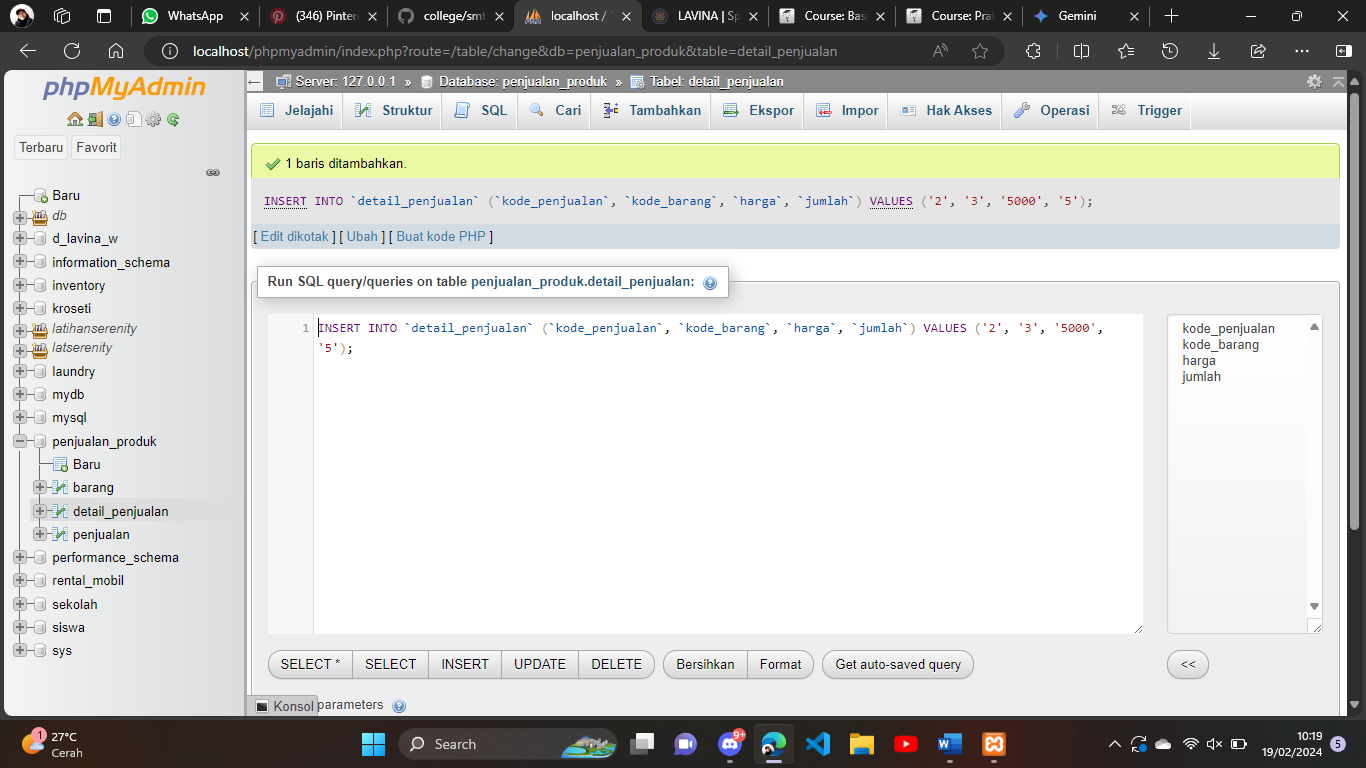 WhatsApp
(346) Pinter
college/smt
localhost / 
LAVINA | Sp
Course: Bas
Course: Pra
Gemini
localhost/phpmyadmin/index.php?route=/table/change&db=penjualan_produk&table=detail_penjualan
phpMyAdmin
Terbaru
Favorit
Baru
db
d_lavina_w
information_schema
inventory
kroseti
latihanserenity
latserenity
laundry
mydb
mysql
penjualan_produk
Baru
barang
detail_penjualan
penjualan
performance_schema
rental_mobil
sekolah
siswa
sys
Server: 127.0.0.1 » Database: penjualan_produk » Tabel: detail_penjualan
Jelajahi
Struktur
SQL
Cari
Tambahkan
Ekspor
Impor
Hak Akses
Operasi
Trigger
1 baris ditambahkan.
INSERT INTO `detail_penjualan` (`kode_penjualan`, `kode_barang`, `harga`, `jumlah`) VALUES ('2', '3', '5000', '5');
[ Edit dikotak ] [ Ubah ] [ Buat kode PHP ]
Run SQL query/queries on table penjualan_produk.detail_penjualan:
1 INSERT INTO `detail_penjualan` (`kode_penjualan`, `kode_barang`, `harga`, `jumlah`) VALUES ('2', '3', '5000',
'5');
kode_penjualan
kode_barang
harga
jumlah
SELECT *
SELECT
INSERT
UPDATE
DELETE
Bersihkan
Format
Get auto-saved query
<<
Konsol
parameters
1
27°C
Cerah
Search
9+
10:19
19/02/2024
5